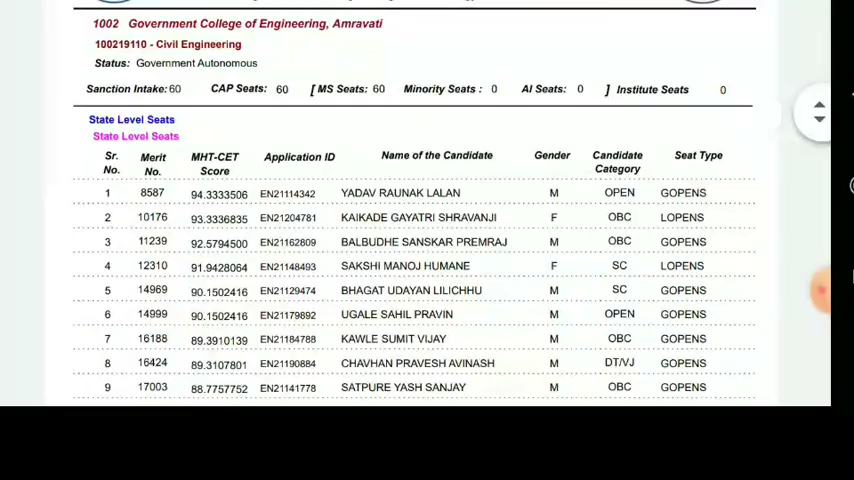 1002 Government College of Engineering, Amravati
100219110 - Civil Engineering
Status: Government Autonomous
Sanction Intake: 60 CAP Seats: 60 [ MS Seats: 60 Minority Seats : 0 AI Seats: 0 ] Institute Seats 0
State Level Seats
State Level Seats
Sr. No. Merit No. MHT-CET Score Application ID Name of the Candidate Gender Candidate Category Seat Type
1 8587 94.3333506 EN21114342 YADAV RAUNAK LALAN M OPEN GOPENS
2 10176 93.3336835 EN21204781 KAIKADE GAYATRI SHRAVANJI F OBC LOPENS
3 11239 92.5794500 EN21162809 BALBUDHE SANSKAR PREMRAJ M OBC GOPENS
4 12310 91.9428064 EN21148493 SAKSHI MANOJ HUMANE F SC LOPENS
5 14969 90.1502416 EN21129474 BHAGAT UDAYAN LILICHHU M SC GOPENS
6 14999 90.1502416 EN21179892 UGALE SAHIL PRAVIN M OPEN GOPENS
7 16188 89.3910139 EN21184788 KAWLE SUMIT VIJAY M OBC GOPENS
8 16424 89.3107801 EN21190884 CHAVHAN PRAVESH AVINASH M DT/VJ GOPENS
9 17003 88.7757752 EN21141778 SATPURE YASH SANJAY M OBC GOPENS